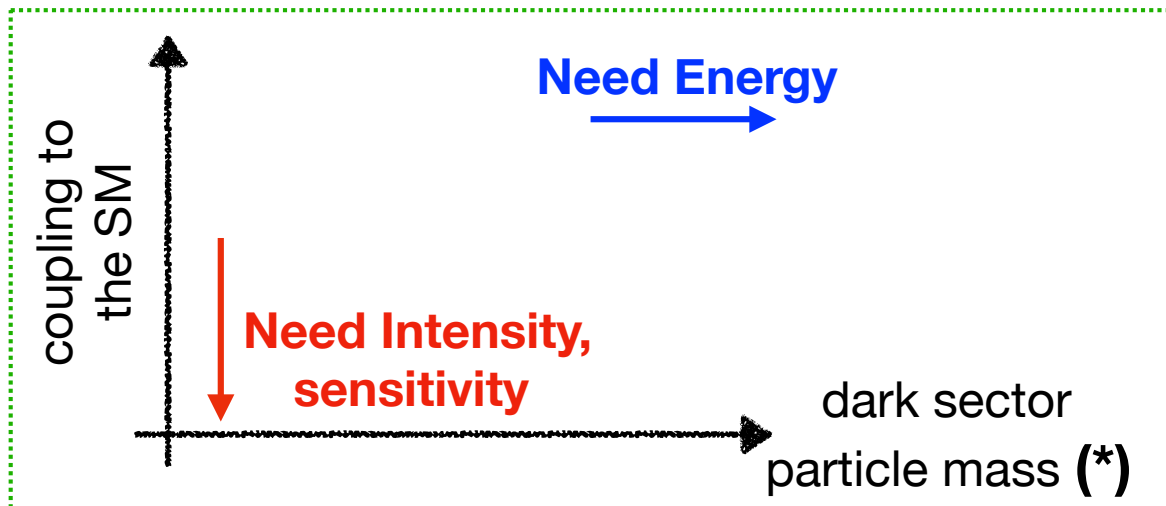 Need Energy
coupling to
the SM
Need Intensity,
sensitivity
dark sector
particle mass (*)